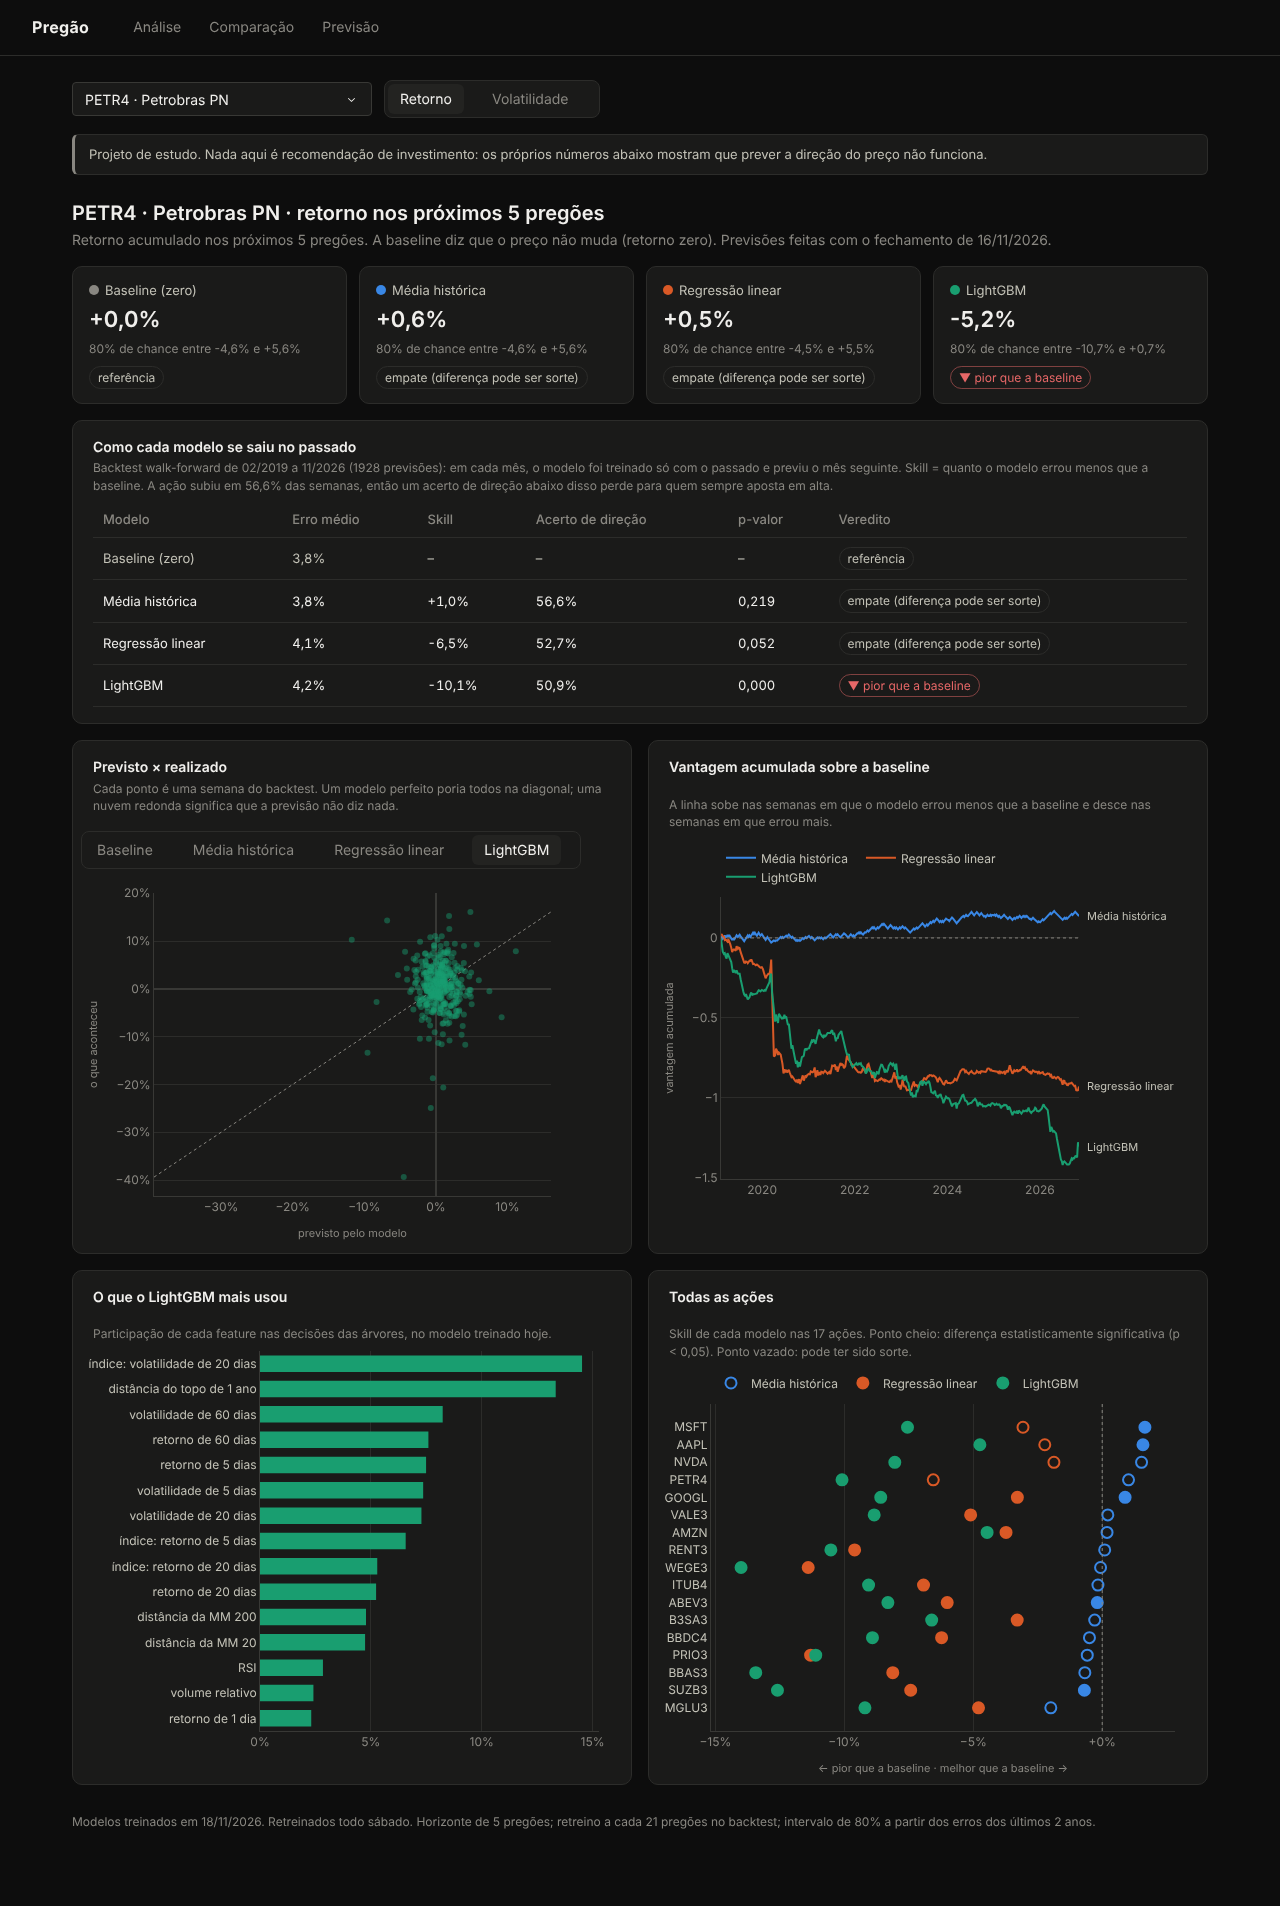 Pregão
Análise
Comparação
Previsão
PETR4 · Petrobras PN
Retorno
Volatilidade
Projeto de estudo. Nada aqui é recomendação de investimento: os próprios números abaixo mostram que prever a direção do preço não funciona.
PETR4 · Petrobras PN · retorno nos próximos 5 pregões
Retorno acumulado nos próximos 5 pregões. A baseline diz que o preço não muda (retorno zero). Previsões feitas com o fechamento de 16/11/2026.
Baseline (zero)
+0,0%
80% de chance entre -4,6% e +5,6%
referência
Média histórica
+0,6%
80% de chance entre -4,6% e +5,6%
empate (diferença pode ser sorte)
Regressão linear
+0,5%
80% de chance entre -4,5% e +5,5%
empate (diferença pode ser sorte)
LightGBM
-5,2%
80% de chance entre -10,7% e +0,7%
▼ pior que a baseline
Como cada modelo se saiu no passado
Backtest walk-forward de 02/2019 a 11/2026 (1928 previsões): em cada mês, o modelo foi treinado só com o passado e previu o mês seguinte. Skill = quanto o modelo errou menos que a
baseline. A ação subiu em 56,6% das semanas, então um acerto de direção abaixo disso perde para quem sempre aposta em alta.
Modelo Erro médio Skill Acerto de direção p-valor Veredito
Baseline (zero) 3,8% – – – referência
Média histórica 3,8% +1,0% 56,6% 0,219 empate (diferença pode ser sorte)
Regressão linear 4,1% -6,5% 52,7% 0,052 empate (diferença pode ser sorte)
LightGBM 4,2% -10,1% 50,9% 0,000 ▼ pior que a baseline
Previsto × realizado
Cada ponto é uma semana do backtest. Um modelo perfeito poria todos na diagonal; uma
nuvem redonda significa que a previsão não diz nada.
Baseline
Média histórica
Regressão linear
LightGBM
20%
10%
0%
−10%
−20%
−30%
−40%
o que aconteceu
−30% −20% −10% 0% 10%
previsto pelo modelo
Vantagem acumulada sobre a baseline
A linha sobe nas semanas em que o modelo errou menos que a baseline e desce nas
semanas em que errou mais.
Média histórica
Regressão linear
LightGBM
0
−0.5
−1
−1.5
vantagem acumulada
Média histórica
Regressão linear
LightGBM
2020 2022 2024 2026
O que o LightGBM mais usou
Participação de cada feature nas decisões das árvores, no modelo treinado hoje.
índice: volatilidade de 20 dias
distância do topo de 1 ano
volatilidade de 60 dias
retorno de 60 dias
retorno de 5 dias
volatilidade de 5 dias
volatilidade de 20 dias
índice: retorno de 5 dias
índice: retorno de 20 dias
retorno de 20 dias
distância da MM 200
distância da MM 20
RSI
volume relativo
retorno de 1 dia
0% 5% 10% 15%
Todas as ações
Skill de cada modelo nas 17 ações. Ponto cheio: diferença estatisticamente significativa (p
< 0,05). Ponto vazado: pode ter sido sorte.
Média histórica
Regressão linear
LightGBM
MSFT
AAPL
NVDA
PETR4
GOOGL
VALE3
AMZN
RENT3
WEGE3
ITUB4
ABEV3
B3SA3
BBDC4
PRIO3
BBAS3
SUZB3
MGLU3
−15% −10% −5% +0%
← pior que a baseline · melhor que a baseline →
Modelos treinados em 18/11/2026. Retreinados todo sábado. Horizonte de 5 pregões; retreino a cada 21 pregões no backtest; intervalo de 80% a partir dos erros dos últimos 2 anos.